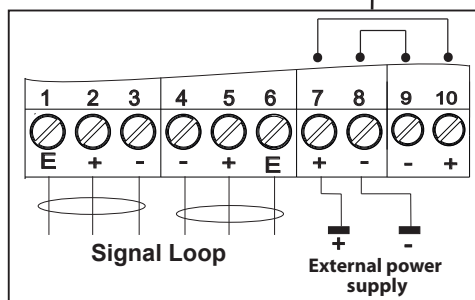 1 2 3 4 5 6 7 8 9 10
E + - - + E + - - +
+ -
Signal Loop
External power
supply